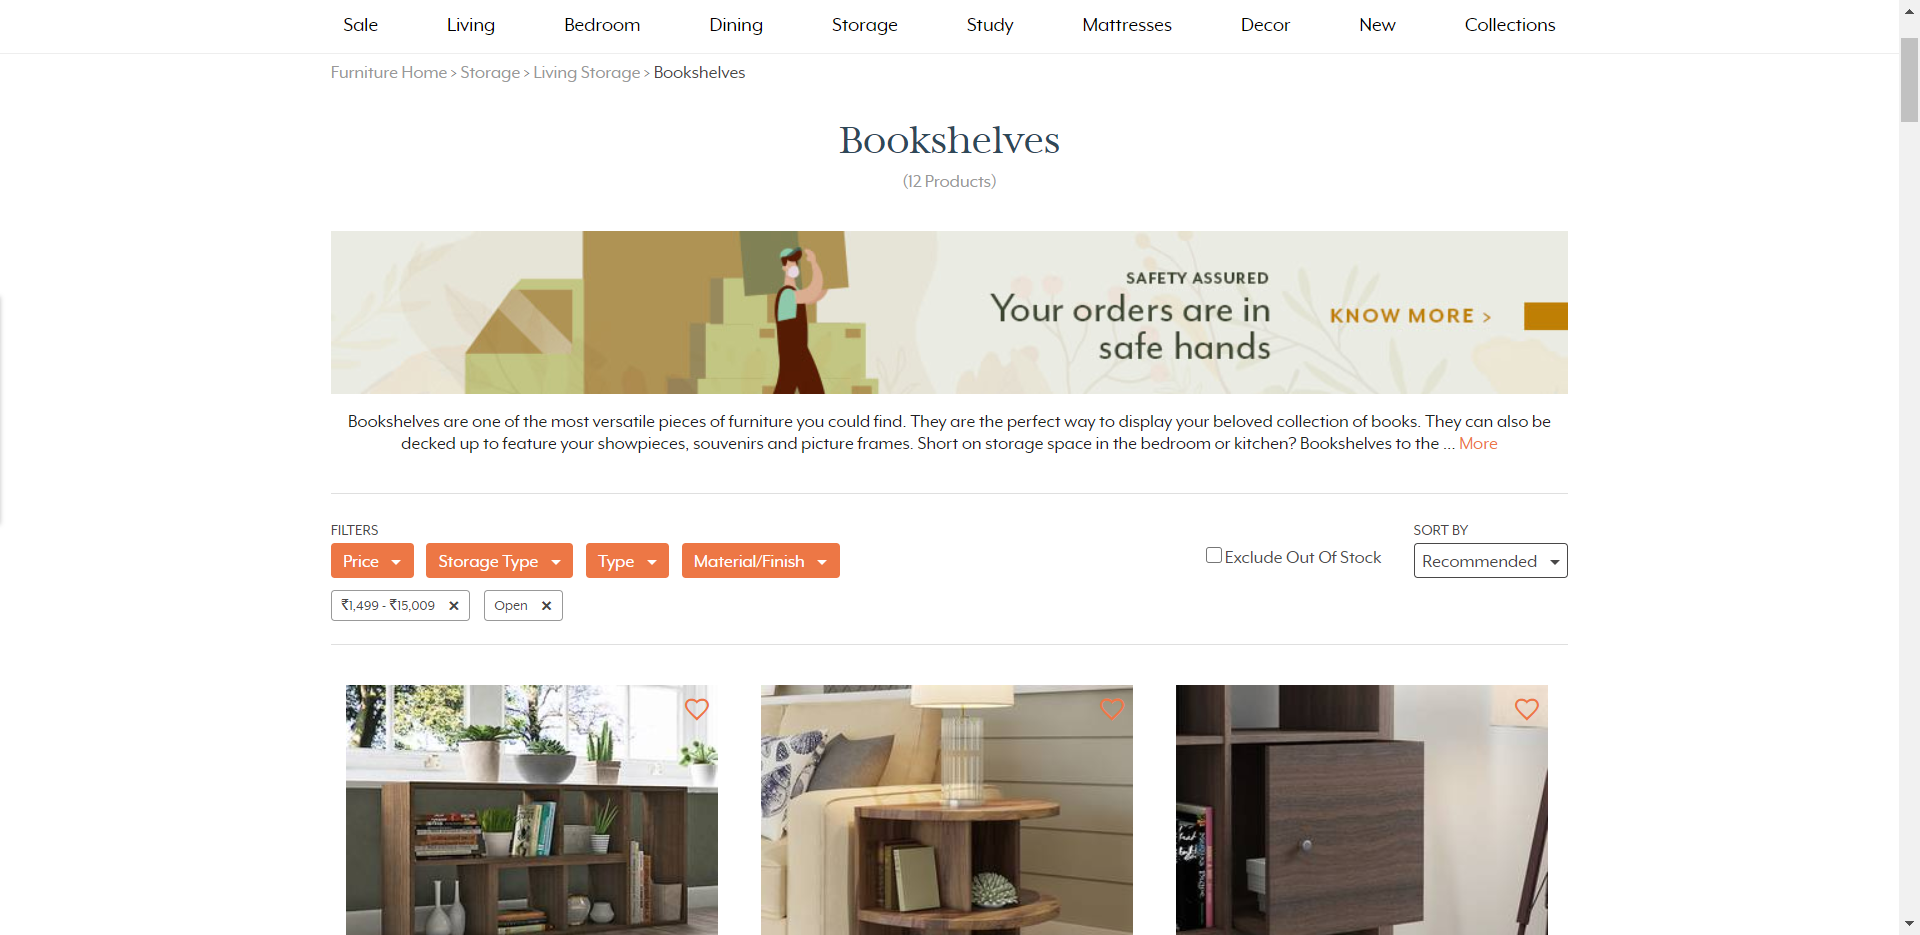 Sale Living Bedroom Dining Storage Study Mattresses Decor New Collections
Furniture Home > Storage > Living Storage > Bookshelves
Bookshelves
(12 Products)
SAFETY ASSURED
Your orders are in
safe hands
KNOW MORE >
Bookshelves are one of the most versatile pieces of furniture you could find. They are the perfect way to display your beloved collection of books. They can also be
decked up to feature your showpieces, souvenirs and picture frames. Short on storage space in the bedroom or kitchen? Bookshelves to the ... More
FILTERS
SORT BY
Price Storage Type Type Material/Finish
Exclude Out Of Stock
Recommended
₹1,499 - ₹15,009 ✕ Open ✕